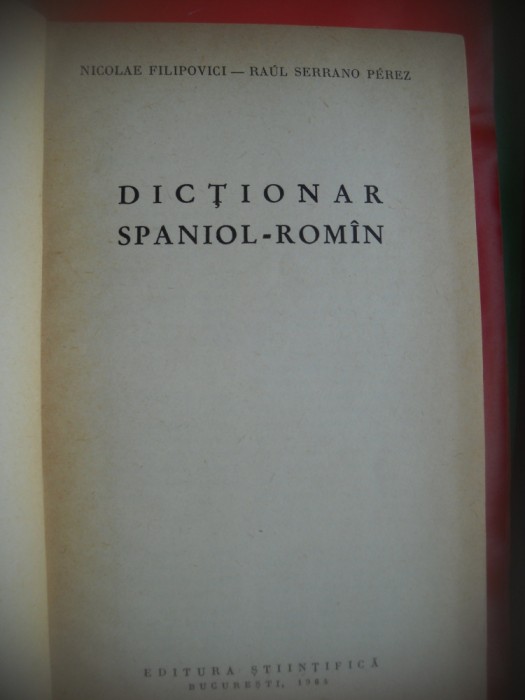 NICOLAE FILIPOVICI — RAÚL SERRANO PÉREZ
DICŢIONAR
SPANIOL-ROMÎN
EDITURA ŞTIINŢIFICĂ
BUCUREŞTI,